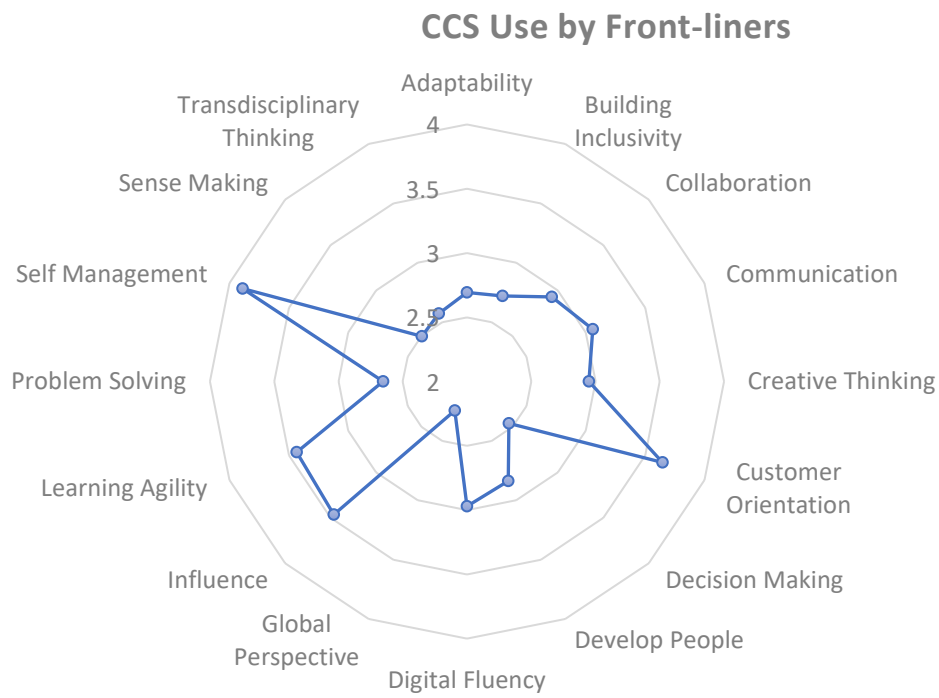 CCS Use by Front-liners
Adaptability
Building
Inclusivity
Collaboration
Communication
Creative Thinking
Customer
Orientation
Decision Making
Develop People
Digital Fluency
Global
Perspective
Influence
Learning Agility
Problem Solving
Self Management
Sense Making
Transdisciplinary
Thinking
4
3.5
3
2.5
2